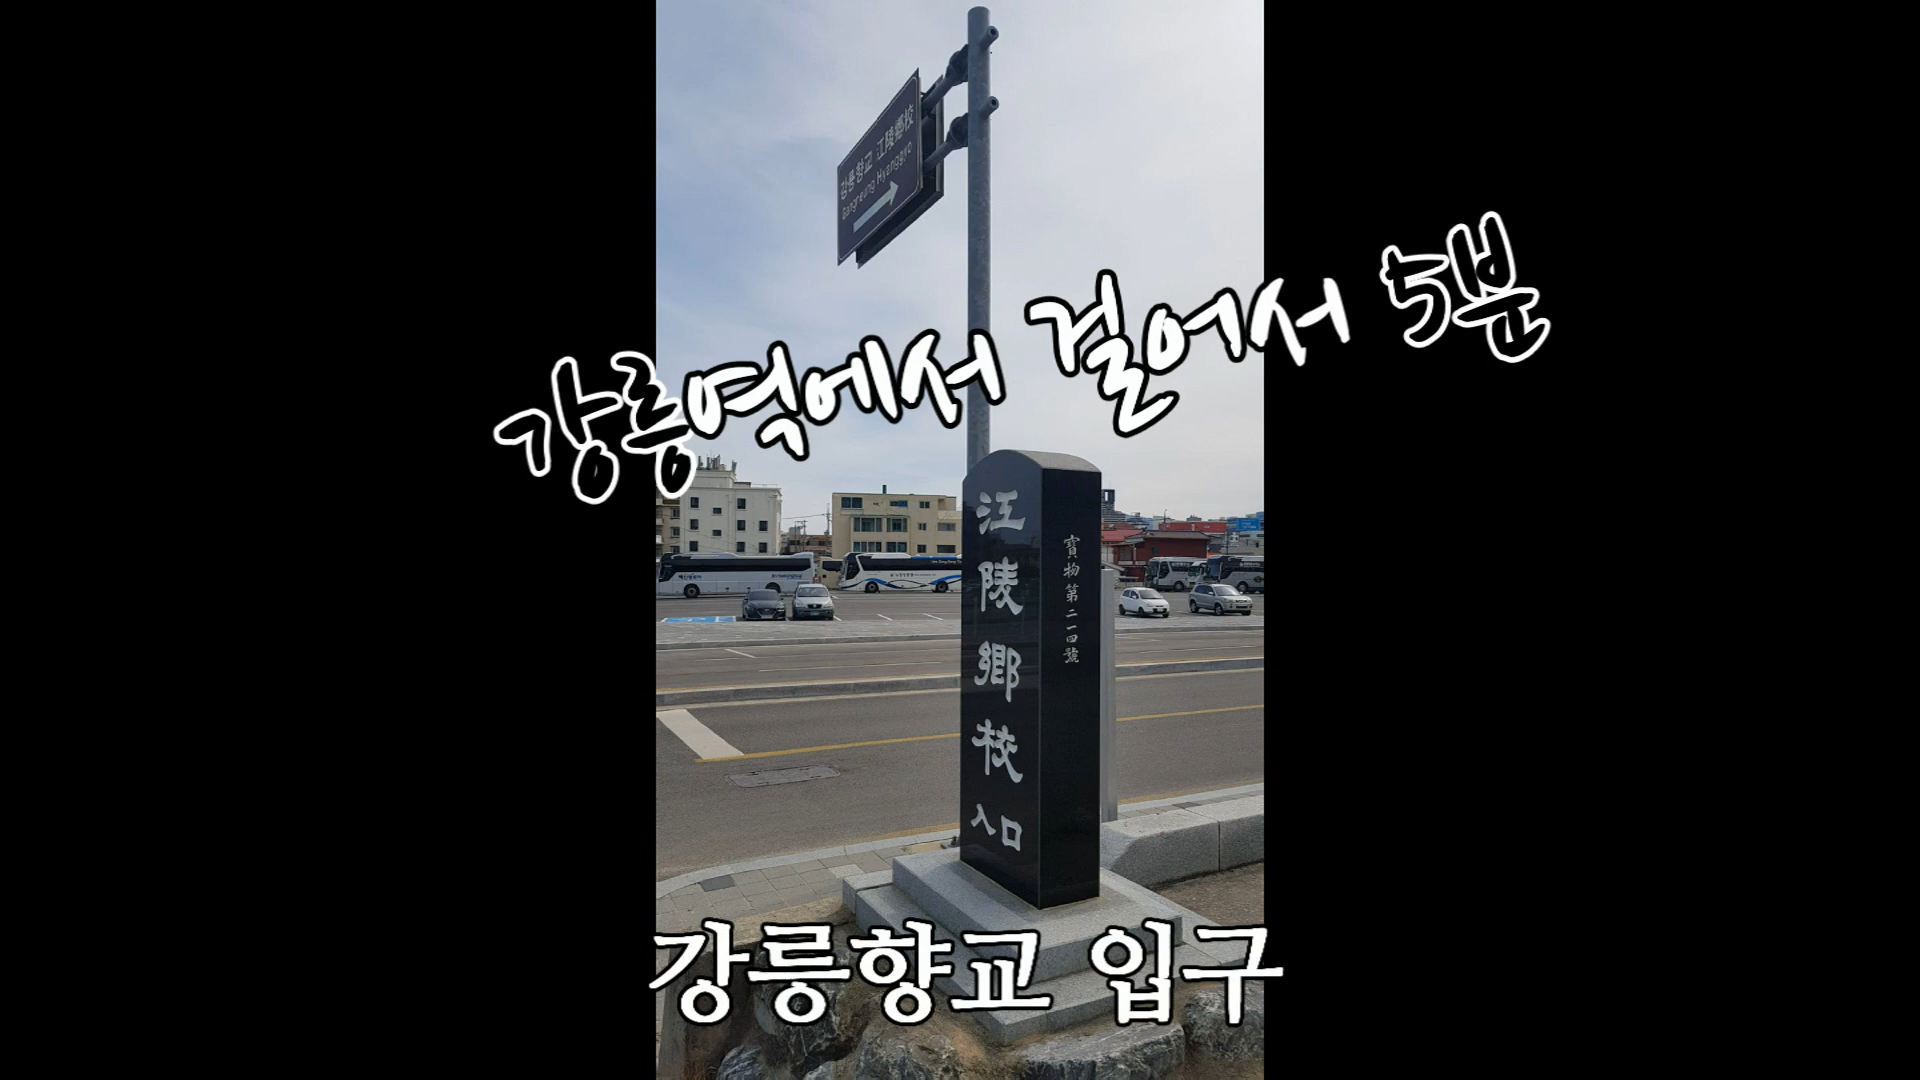 강릉향교 江陵鄕校
Gangneung Hyanggyo
강릉역에서 걸어서 5분
江陵鄕校入口
寶物第二一四號
강릉향교 입구